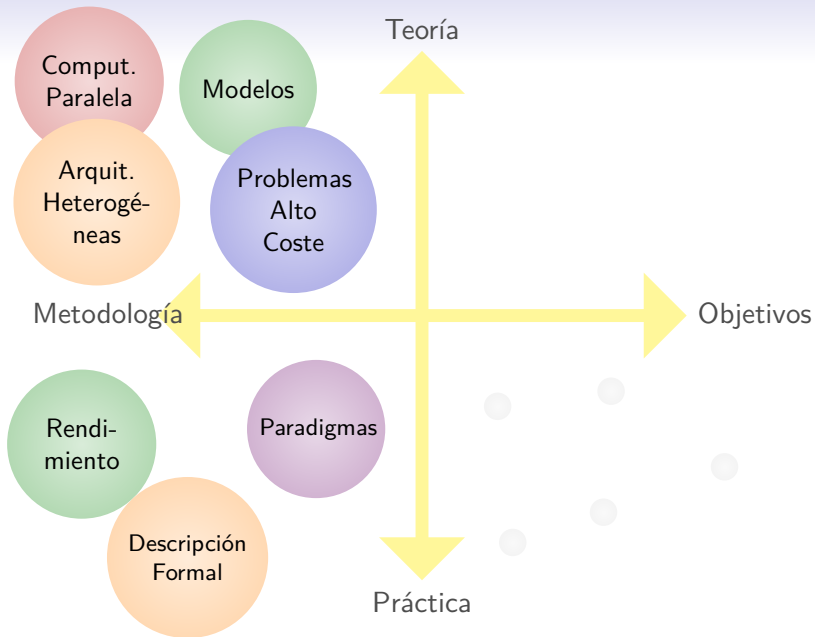 Teoría
Comput.
Paralela
Modelos
Arquit.
Heterogé-
neas
Problemas
Alto
Coste
Metodología
Objetivos
Rendi-
miento
Paradigmas
Descripción
Formal
Práctica